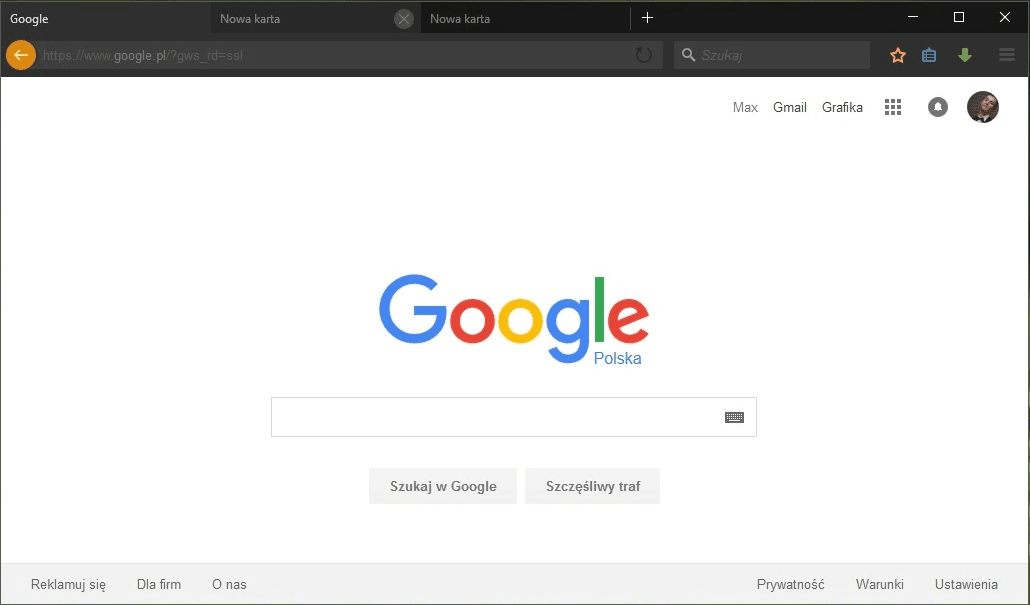 Google Nowa karta Nowa karta
https://www.google.pl/?gws_rd=ssl Szukaj
Max Gmail Grafika
Google
Polska
Szukaj w Google Szczęśliwy traf
Reklamuj się Dla firm O nas Prywatność Warunki Ustawienia